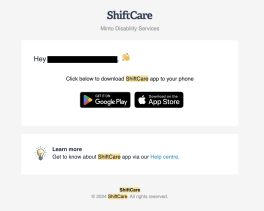 ShiftCare
Minto Disability Services
Hey
Click below to download ShiftCare app to your phone
GET IT ON
Google Play
Download on the
App Store
Learn more
Get to know about ShiftCare app via our Help centre.
ShiftCare
© 2024 ShiftCare. All rights reserved.